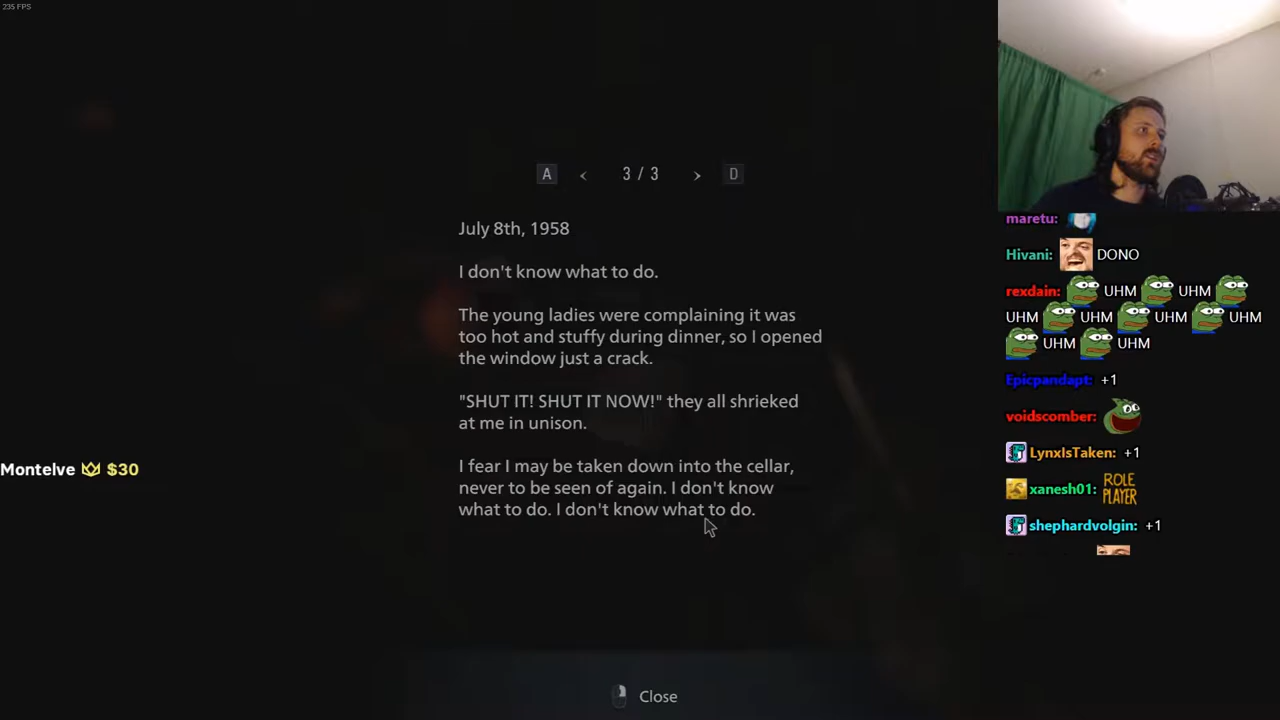 235 FPS
A < 3 / 3 > D
July 8th, 1958
I don't know what to do.
The young ladies were complaining it was
too hot and stuffy during dinner, so I opened
the window just a crack.
"SHUT IT! SHUT IT NOW!" they all shrieked
at me in unison.
I fear I may be taken down into the cellar,
never to be seen of again. I don't know
what to do. I don't know what to do.
Close
Montelve $30
maretu:
Hivani: DONO
rexdain: UHM UHM
UHM UHM UHM UHM
UHM UHM
Epicpandapt: +1
voidscomber:
LynxIsTaken: +1
xanesh01: ROLE
PLAYER
shephardvolgin: +1